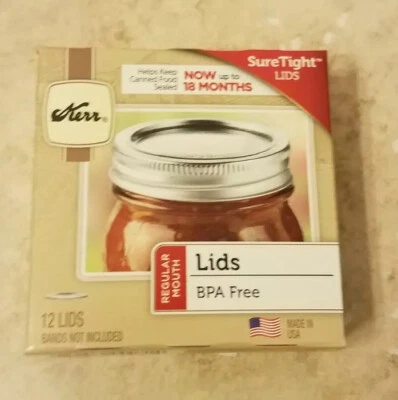 SureTight™
LIDS
Helps Keep
Canned Food
Sealed
NOW up to
18 MONTHS
Kerr®
REGULAR
MOUTH
Lids
BPA Free
12 LIDS
BANDS NOT INCLUDED
MADE IN
USA